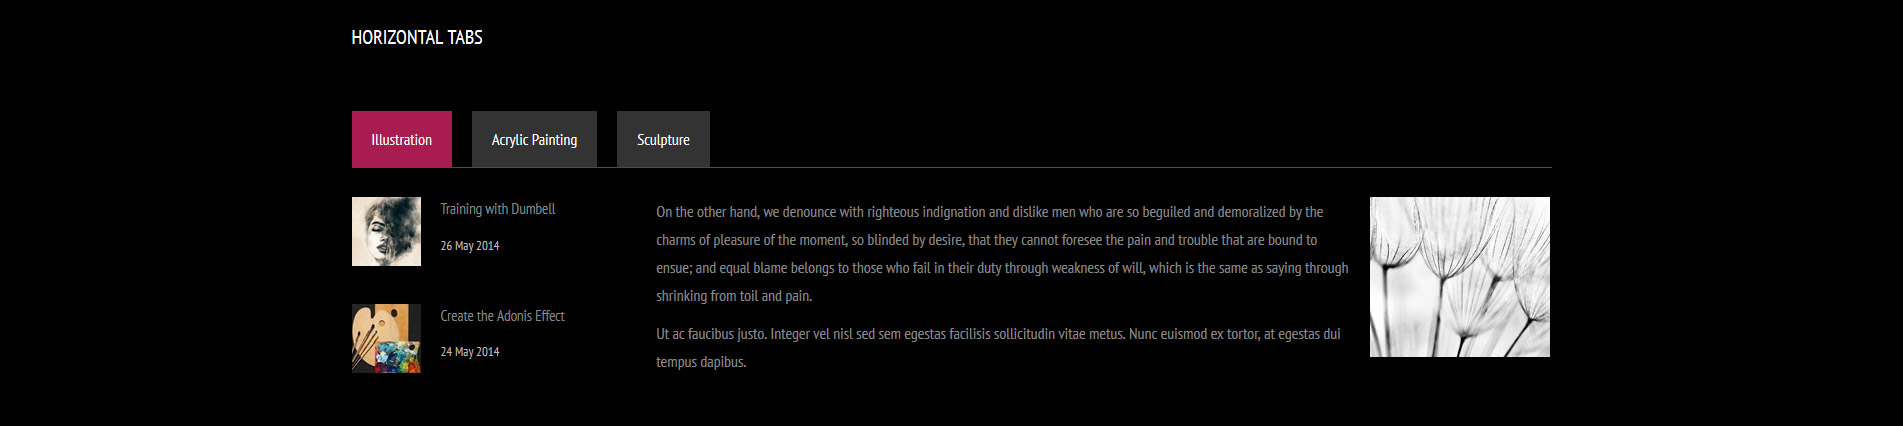 HORIZONTAL TABS
Illustration
Acrylic Painting
Sculpture
Training with Dumbell
26 May 2014
Create the Adonis Effect
24 May 2014
On the other hand, we denounce with righteous indignation and dislike men who are so beguiled and demoralized by the
charms of pleasure of the moment, so blinded by desire, that they cannot foresee the pain and trouble that are bound to
ensue; and equal blame belongs to those who fail in their duty through weakness of will, which is the same as saying through
shrinking from toil and pain.
Ut ac faucibus justo. Integer vel nisl sed sem egestas facilisis sollicitudin vitae metus. Nunc euismod ex tortor, at egestas dui
tempus dapibus.